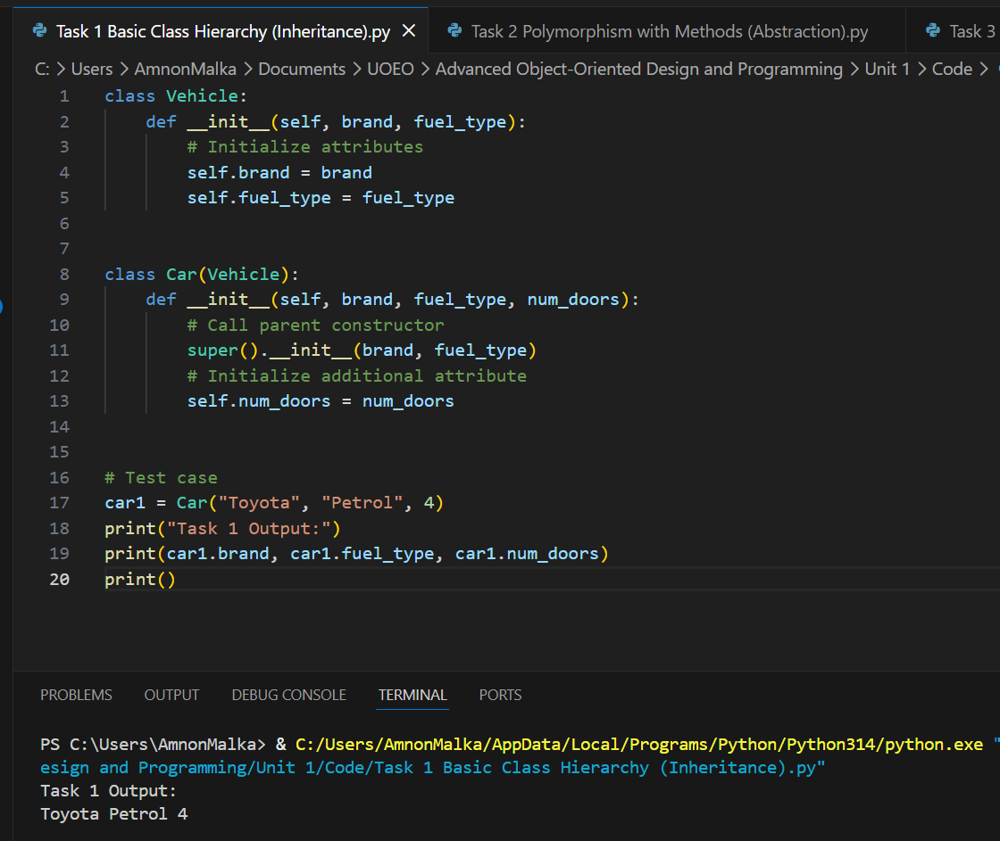 Task 1 Basic Class Hierarchy (Inheritance).py Task 2 Polymorphism with Methods (Abstraction).py Task 3
C: > Users > AmnonMalka > Documents > UOEO > Advanced Object-Oriented Design and Programming > Unit 1 > Code >
1 class Vehicle:
2     def __init__(self, brand, fuel_type):
3         # Initialize attributes
4         self.brand = brand
5         self.fuel_type = fuel_type
6
7
8 class Car(Vehicle):
9     def __init__(self, brand, fuel_type, num_doors):
10         # Call parent constructor
11         super().__init__(brand, fuel_type)
12         # Initialize additional attribute
13         self.num_doors = num_doors
14
15
16 # Test case
17 car1 = Car("Toyota", "Petrol", 4)
18 print("Task 1 Output:")
19 print(car1.brand, car1.fuel_type, car1.num_doors)
20 print()
PROBLEMS OUTPUT DEBUG CONSOLE TERMINAL PORTS
PS C:\Users\AmnonMalka> & C:/Users/AmnonMalka/AppData/Local/Programs/Python/Python314/python.exe "
esign and Programming/Unit 1/Code/Task 1 Basic Class Hierarchy (Inheritance).py"
Task 1 Output:
Toyota Petrol 4